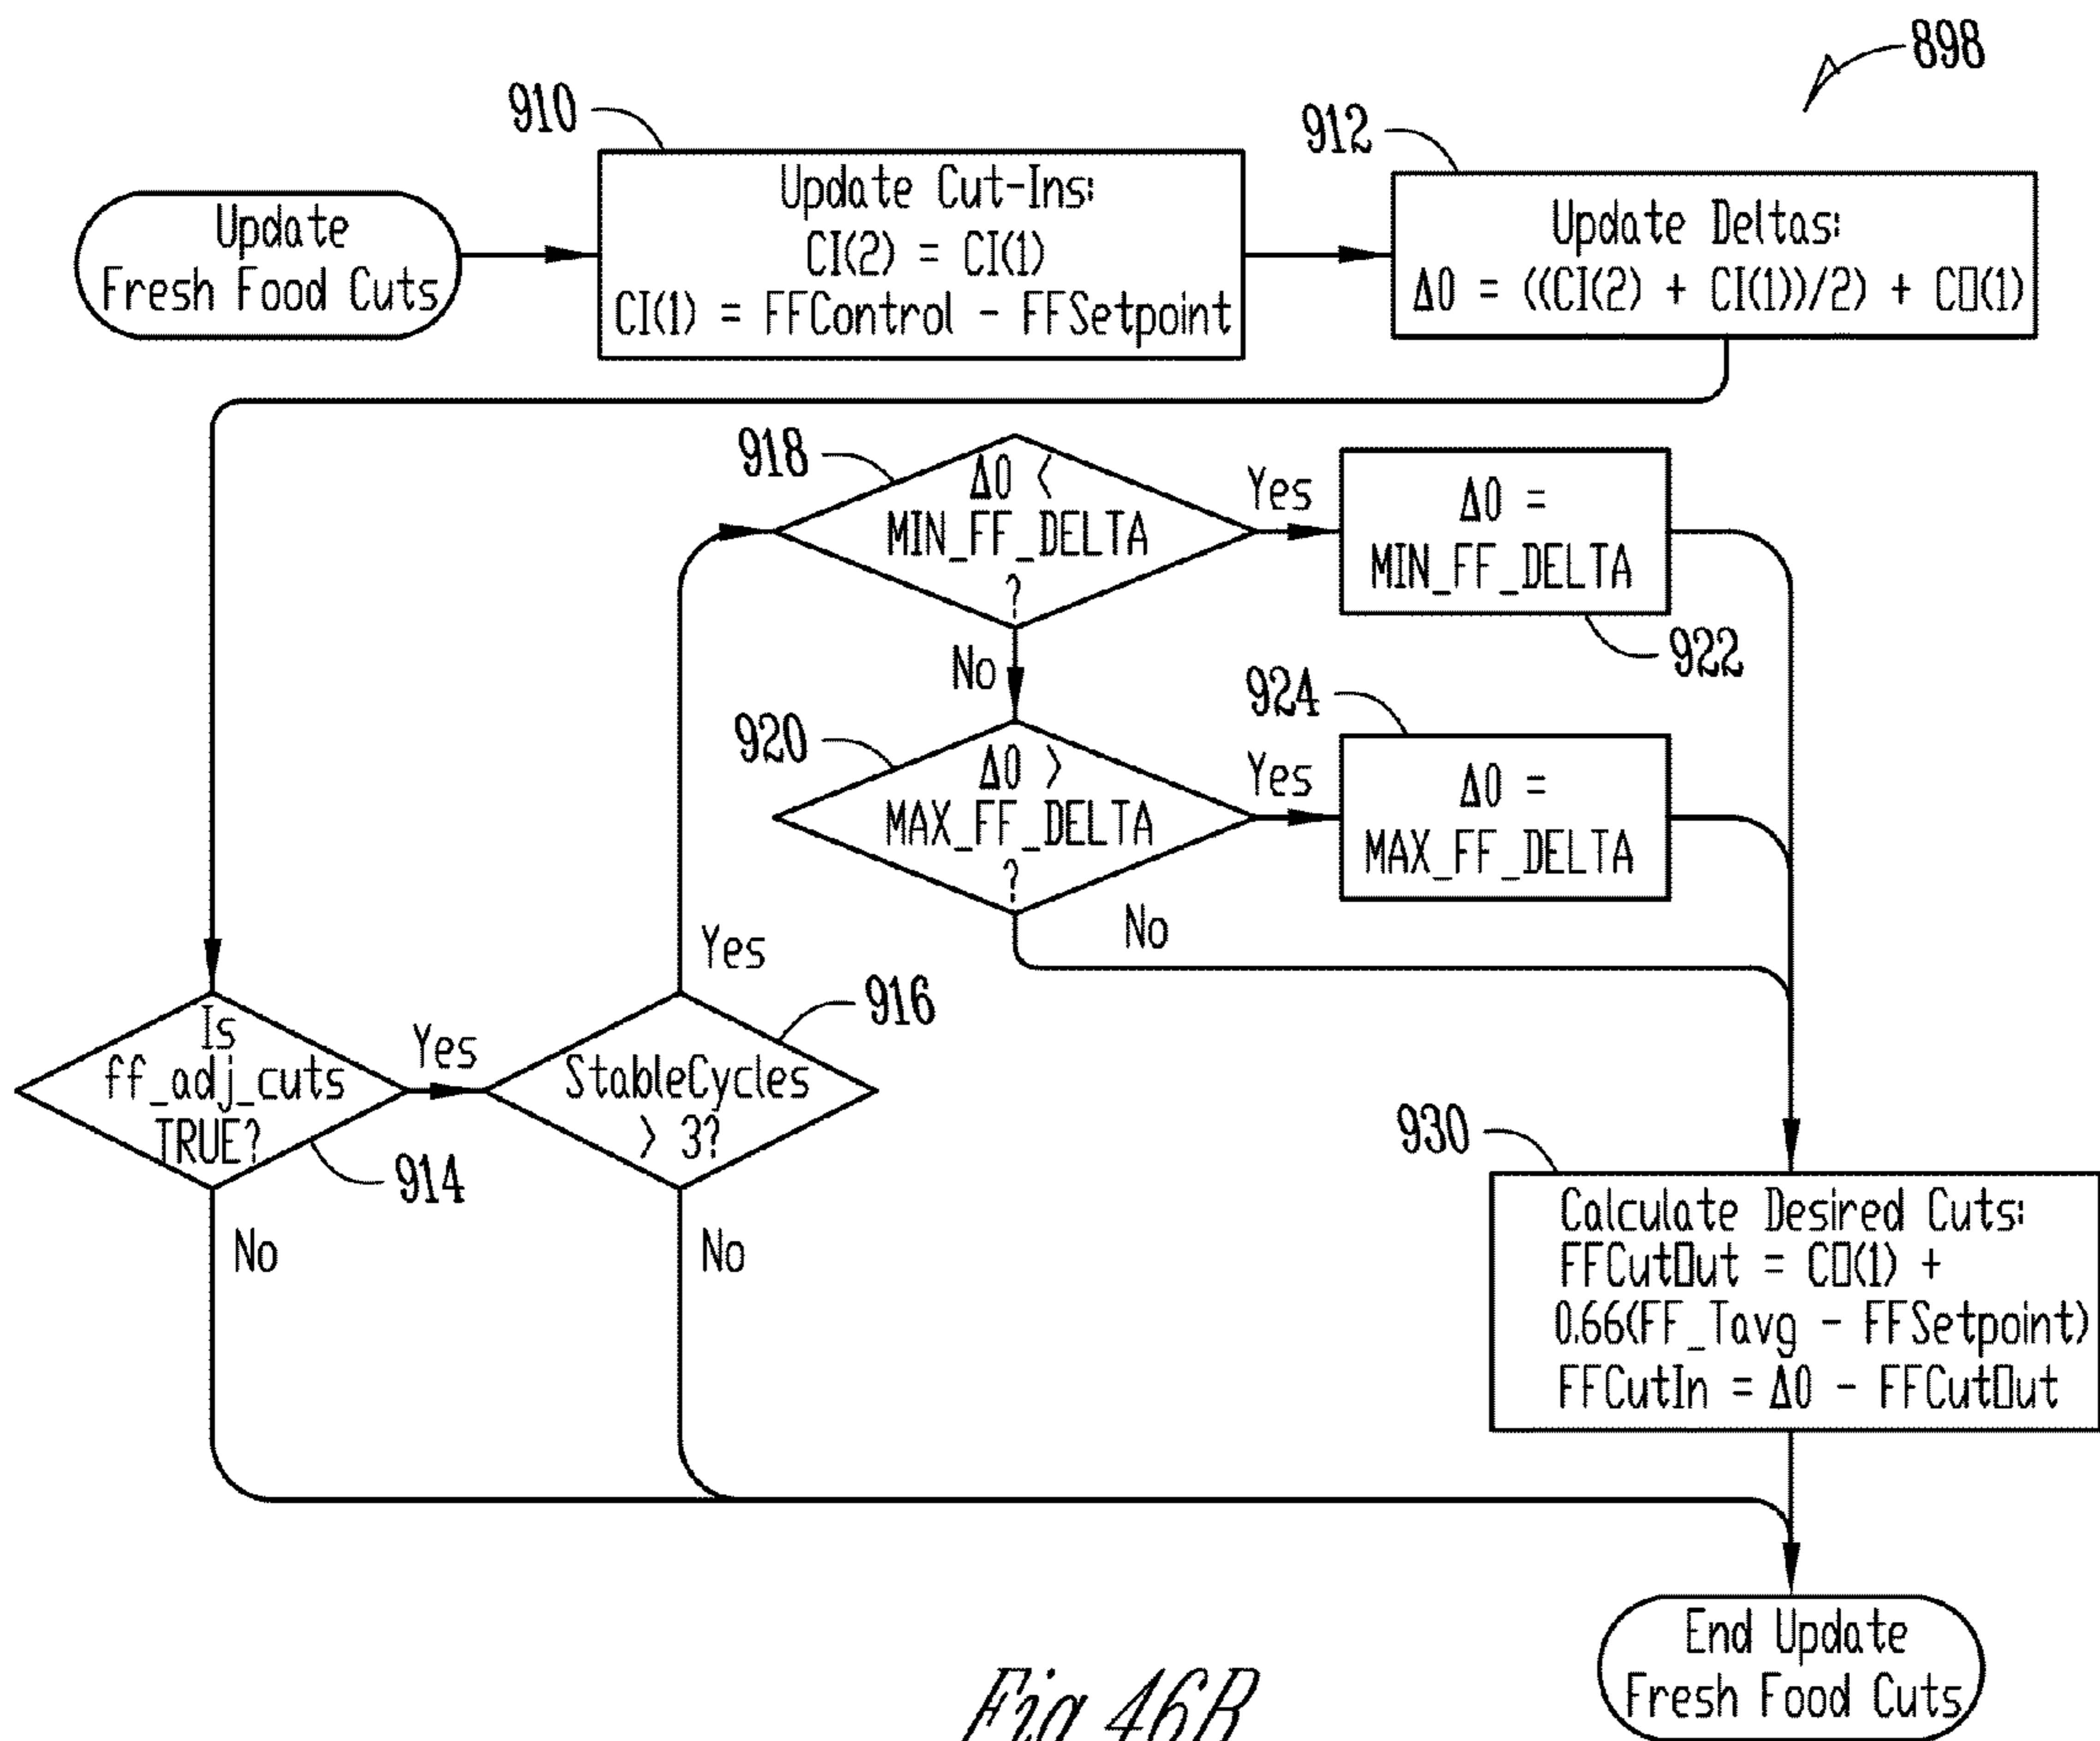 898
910
912
Update
Fresh Food Cuts
Update Cut-Ins:
CI(2) = CI(1)
CI(1) = FFControl - FFSetpoint
Update Deltas:
Δ0 = ((CI(2) + CI(1))/2) + CO(1)
918
Δ0 <
MIN_FF_DELTA
?
Yes
Δ0 =
MIN_FF_DELTA
922
No
920
Δ0 >
MAX_FF_DELTA
?
Yes
924
Δ0 =
MAX_FF_DELTA
No
Is
ff_adj_cuts
TRUE?
914
Yes
No
StableCycles
> 3?
916
Yes
No
930
Calculate Desired Cuts:
FFCutOut = CO(1) +
0.66(FF_Tavg - FFSetpoint)
FFCutIn = Δ0 - FFCutOut
End Update
Fresh Food Cuts
Fig. 46B